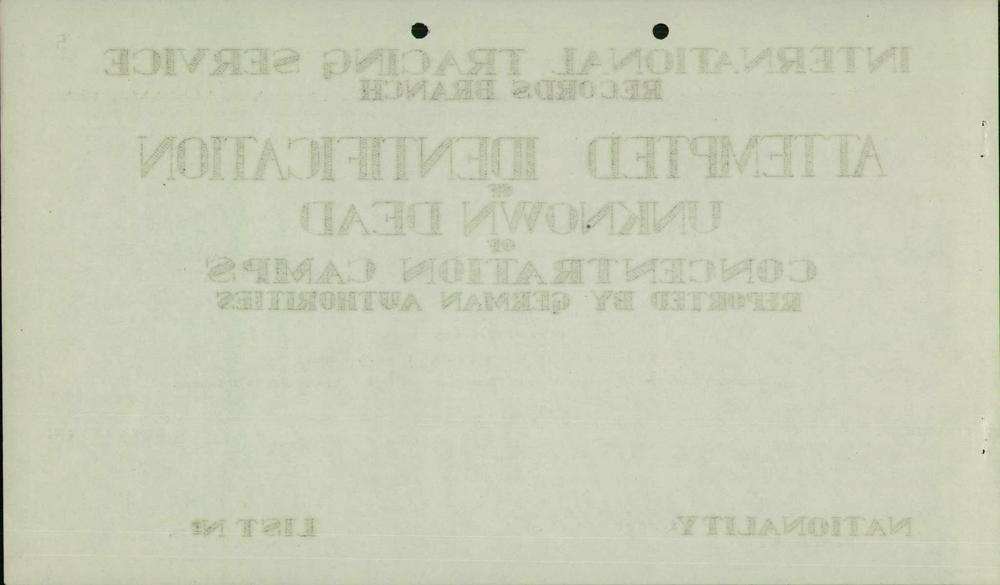 INTERNATIONAL TRACING SERVICE
RECORDS BRANCH
ATTEMPTED IDENTIFICATION
OF
UNKNOWN DEAD
OF
CONCENTRATION CAMPS
REPORTED BY GERMAN AUTHORITIES
NATIONALITY: LIST Nº